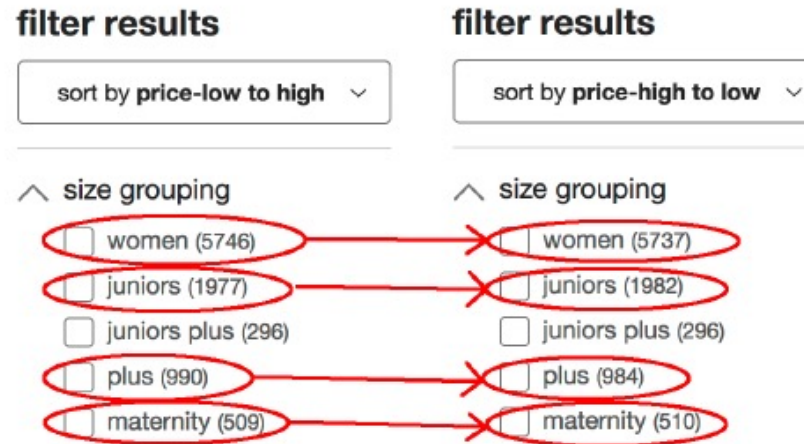 filter results
sort by price-low to high
size grouping
women (5746)
juniors (1977)
juniors plus (296)
plus (990)
maternity (509)
filter results
sort by price-high to low
size grouping
women (5737)
juniors (1982)
juniors plus (296)
plus (984)
maternity (510)